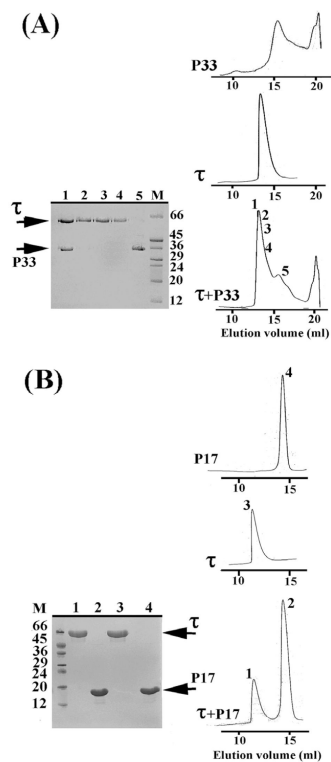 (A)
P33
10 15 20
τ
10 15 20
1 2 3 4 5 M
τ
P33
66
45
36
29
24
20
12
1
2
3
4
5
τ+P33
10 15 20
Elution volume (ml)
(B)
4
P17
10 15
3
τ
10 15
M 1 2 3 4
66
45
36
29
24
20
12
τ
P17
2
1
τ+P17
10 15
Elution volume (ml)